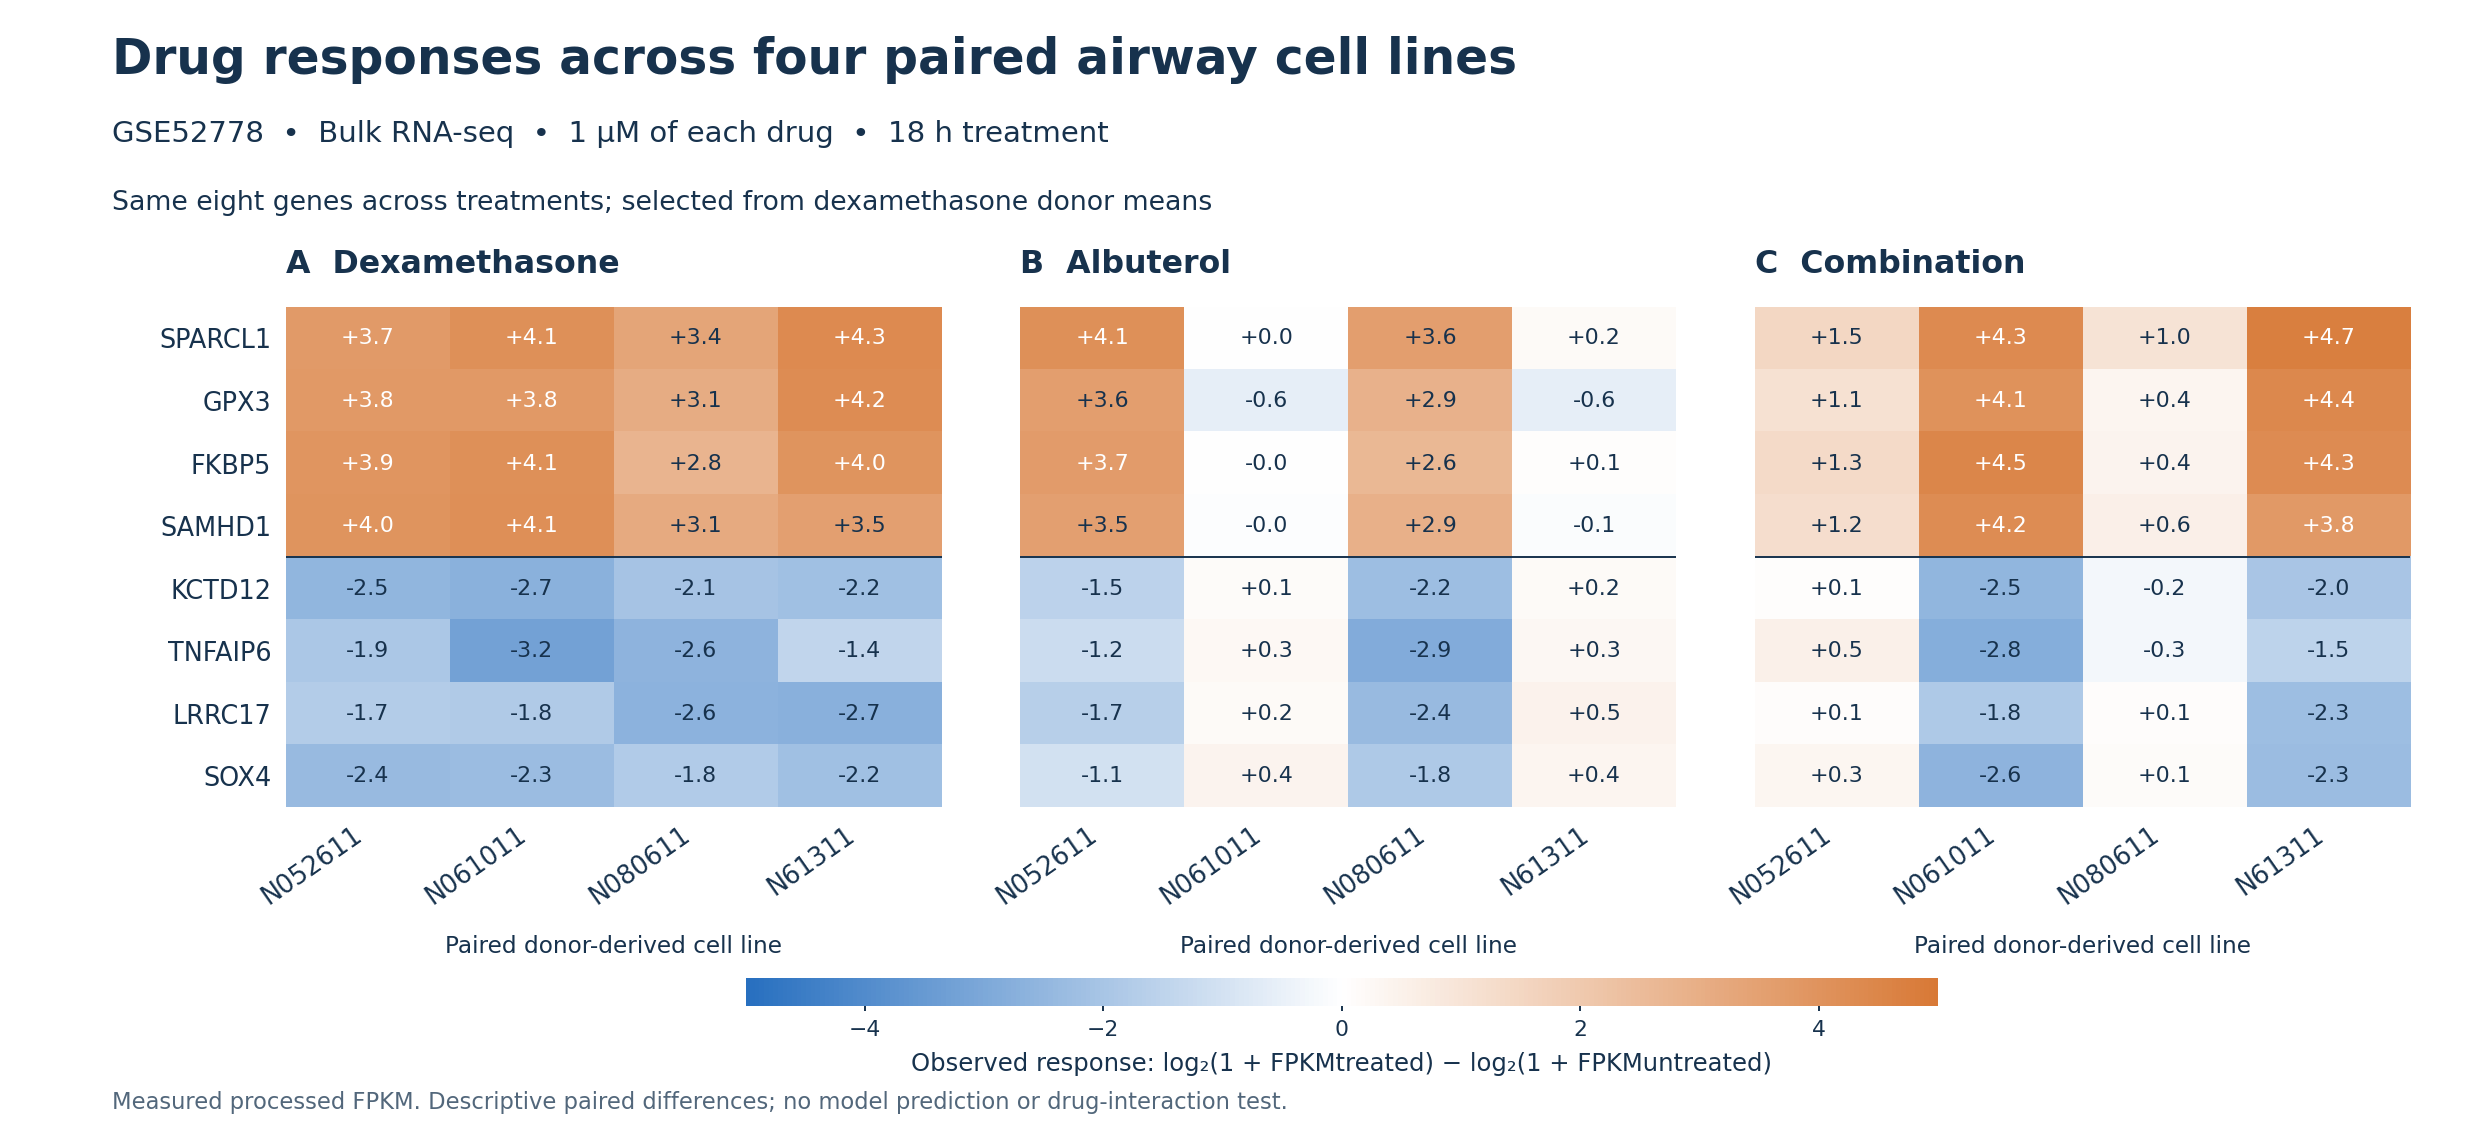 Drug responses across four paired airway cell lines
GSE52778 • Bulk RNA-seq • 1 µM of each drug • 18 h treatment
Same eight genes across treatments; selected from dexamethasone donor means
A Dexamethasone B Albuterol C Combination
SPARCL1 +3.7 +4.1 +3.4 +4.3 +4.1 +0.0 +3.6 +0.2 +1.5 +4.3 +1.0 +4.7
GPX3 +3.8 +3.8 +3.1 +4.2 +3.6 -0.6 +2.9 -0.6 +1.1 +4.1 +0.4 +4.4
FKBP5 +3.9 +4.1 +2.8 +4.0 +3.7 -0.0 +2.6 +0.1 +1.3 +4.5 +0.4 +4.3
SAMHD1 +4.0 +4.1 +3.1 +3.5 +3.5 -0.0 +2.9 -0.1 +1.2 +4.2 +0.6 +3.8
KCTD12 -2.5 -2.7 -2.1 -2.2 -1.5 +0.1 -2.2 +0.2 +0.1 -2.5 -0.2 -2.0
TNFAIP6 -1.9 -3.2 -2.6 -1.4 -1.2 +0.3 -2.9 +0.3 +0.5 -2.8 -0.3 -1.5
LRRC17 -1.7 -1.8 -2.6 -2.7 -1.7 +0.2 -2.4 +0.5 +0.1 -1.8 +0.1 -2.3
SOX4 -2.4 -2.3 -1.8 -2.2 -1.1 +0.4 -1.8 +0.4 +0.3 -2.6 +0.1 -2.3
N052611 N061011 N080611 N61311 N052611 N061011 N080611 N61311 N052611 N061011 N080611 N61311
Paired donor-derived cell line Paired donor-derived cell line Paired donor-derived cell line
−4 −2 0 2 4
Observed response: log₂(1 + FPKMtreated) − log₂(1 + FPKMuntreated)
Measured processed FPKM. Descriptive paired differences; no model prediction or drug-interaction test.